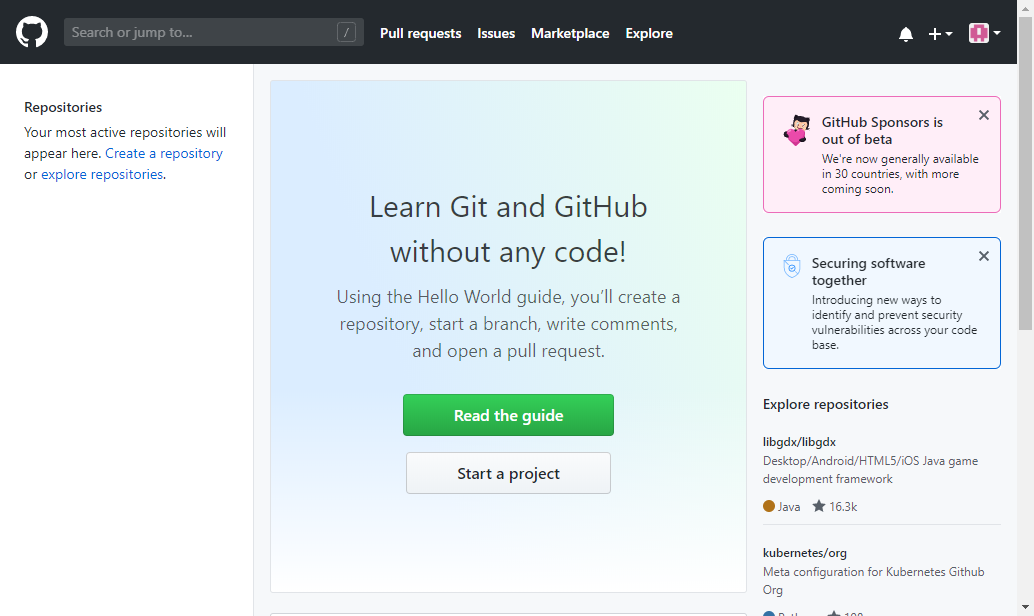 Search or jump to...
/
Pull requests
Issues
Marketplace
Explore
Repositories
Your most active repositories will
appear here. Create a repository
or explore repositories.
Learn Git and GitHub
without any code!
Using the Hello World guide, you’ll create a
repository, start a branch, write comments,
and open a pull request.
Read the guide
Start a project
GitHub Sponsors is
out of beta
We're now generally available
in 30 countries, with more
coming soon.
Securing software
together
Introducing new ways to
identify and prevent security
vulnerabilities across your code
base.
Explore repositories
libgdx/libgdx
Desktop/Android/HTML5/iOS Java game
development framework
Java
16.3k
kubernetes/org
Meta configuration for Kubernetes Github
Org